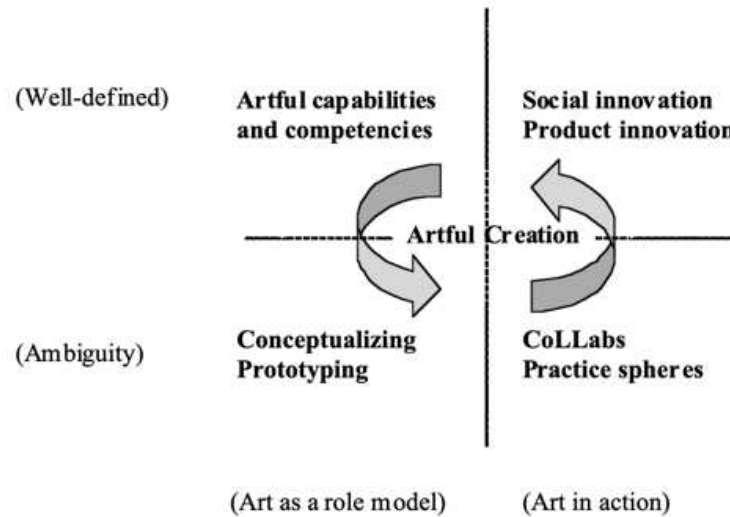 (Well-defined)
Artful capabilities
and competencies
Social innovation
Product innovation
Artful Creation
(Ambiguity)
Conceptualizing
Prototyping
CoLLabs
Practice spheres
(Art as a role model)
(Art in action)